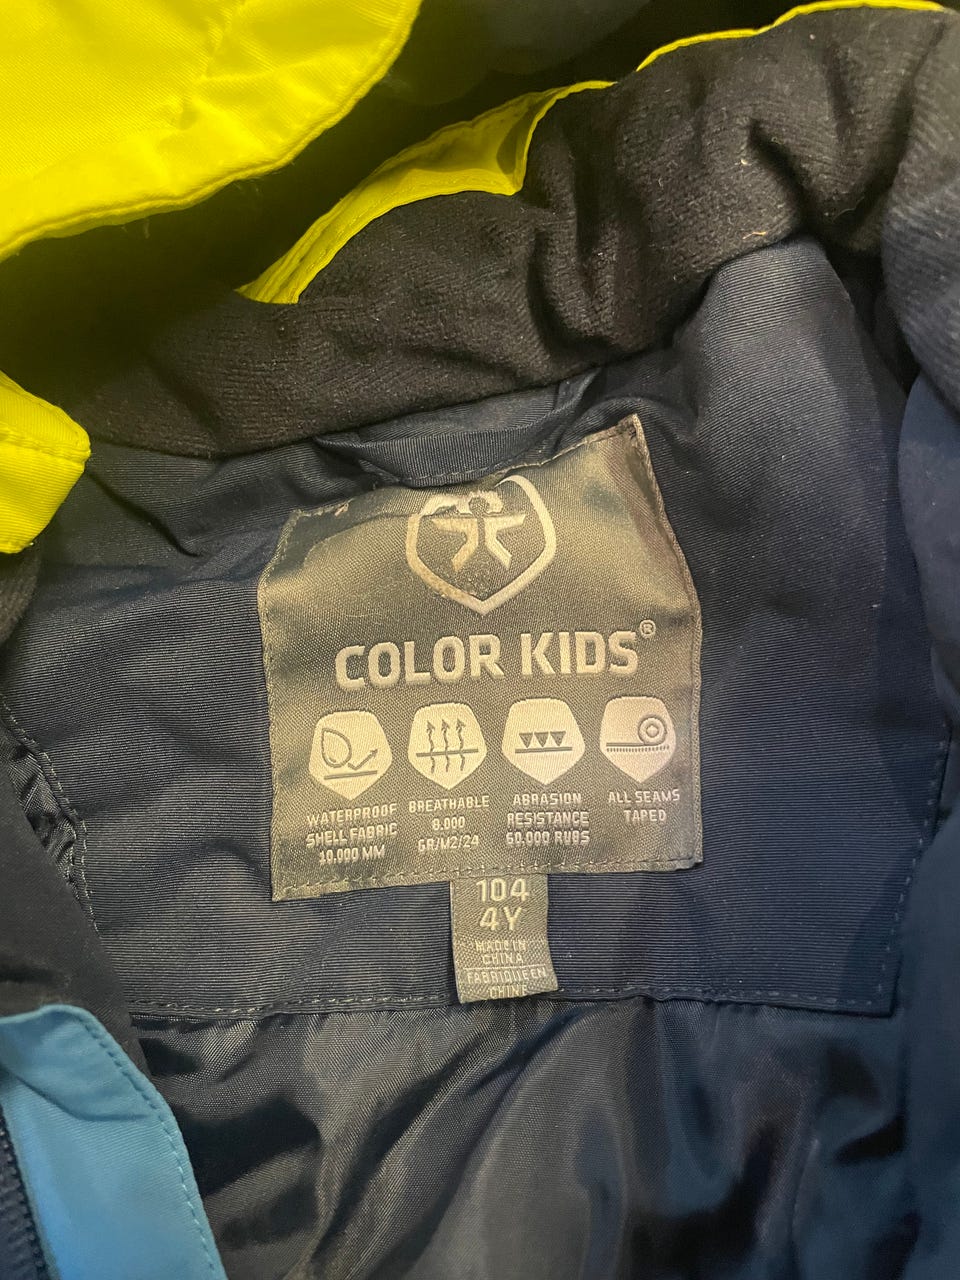 COLOR KIDS®
WATERPROOF
SHELL FABRIC
10.000 MM
BREATHABLE
8.000
GR/M2/24
ABRASION
RESISTANCE
60.000 RUBS
ALL SEAMS
TAPED
104
4Y
MADE IN
CHINA
FABRIQUE EN
CHINE